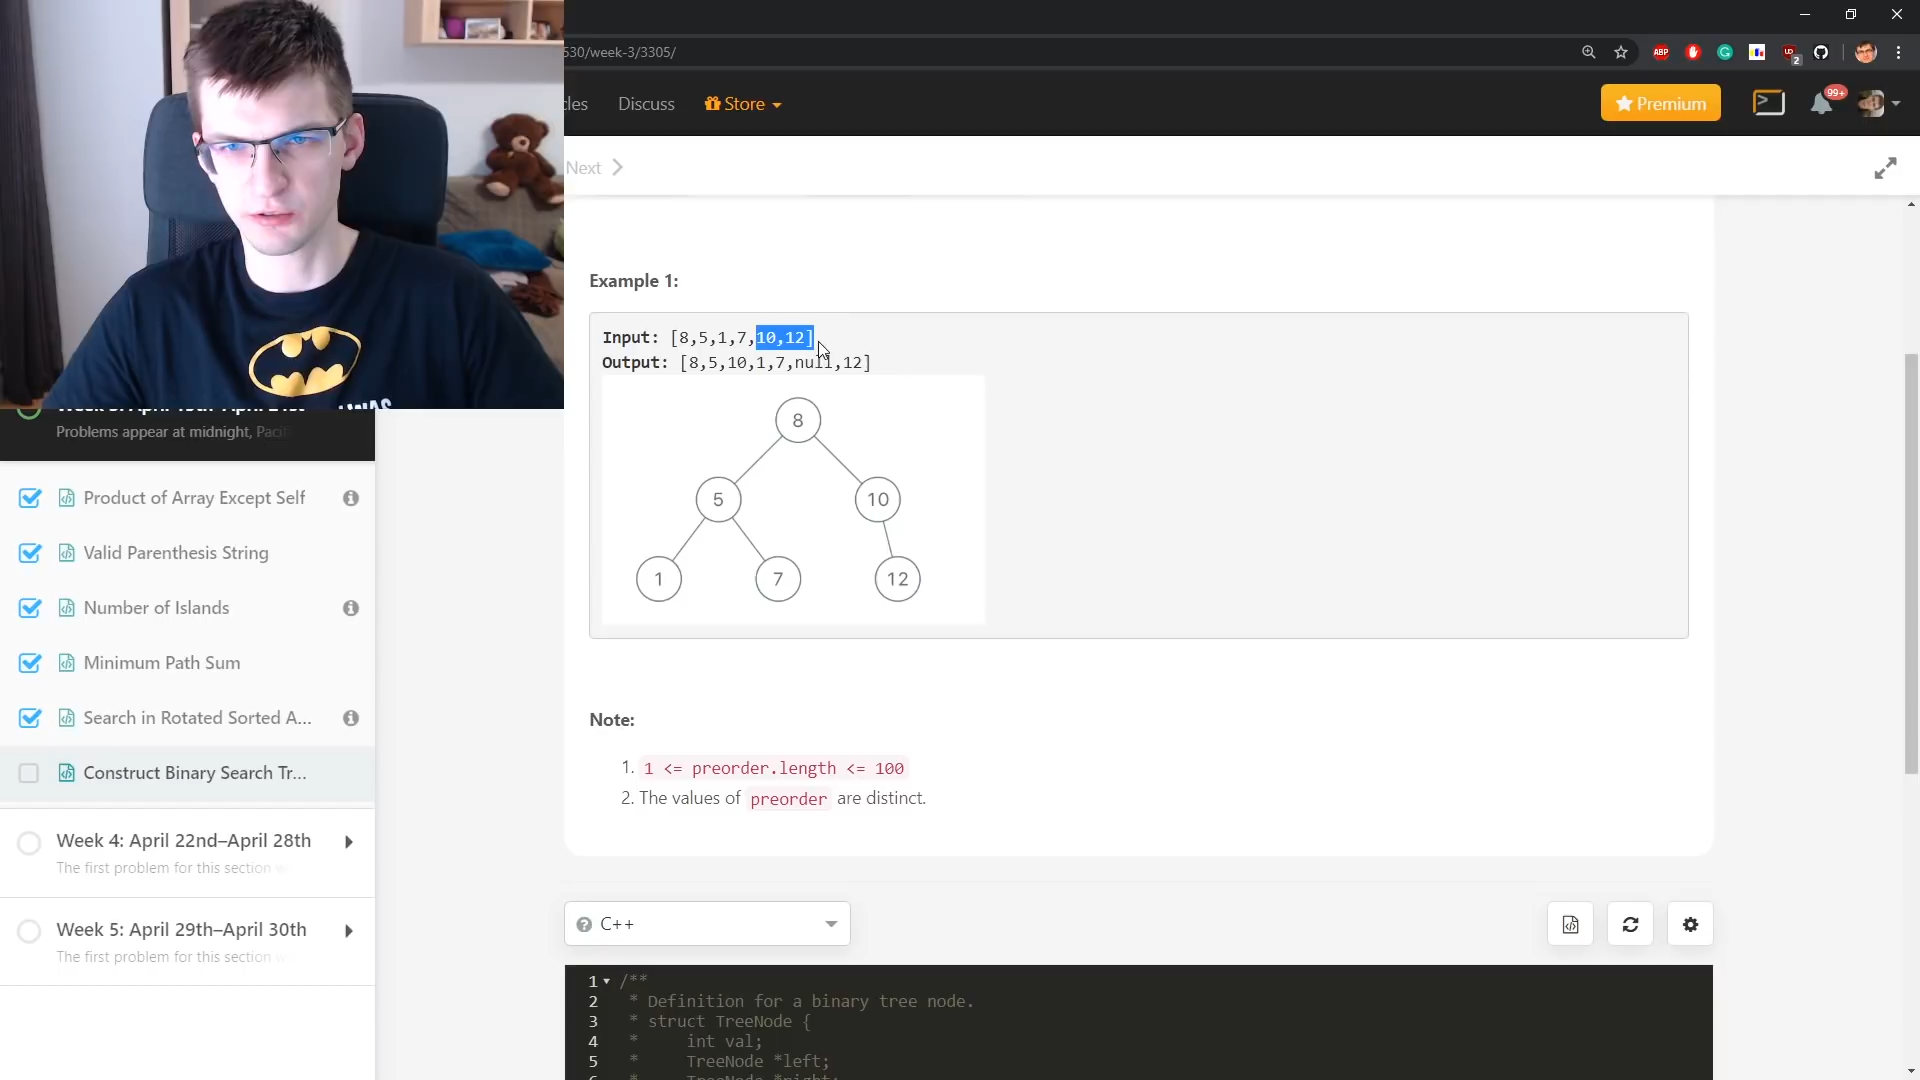 530/week-3/3305/
ABP
UD
2
cles
Discuss
Store
Premium
99+
Next
Example 1:
Input: [8,5,1,7,10,12]
Output: [8,5,10,1,7,null,12]
8
5
10
1
7
12
Problems appear at midnight, Paci
Product of Array Except Self
Valid Parenthesis String
Number of Islands
Minimum Path Sum
Search in Rotated Sorted A...
Construct Binary Search Tr...
Week 4: April 22nd–April 28th
The first problem for this section
Week 5: April 29th–April 30th
The first problem for this section
Note:
1. 1 <= preorder.length <= 100
2. The values of preorder are distinct.
C++
1 /**
2 * Definition for a binary tree node.
3 * struct TreeNode {
4 * int val;
5 * TreeNode *left;